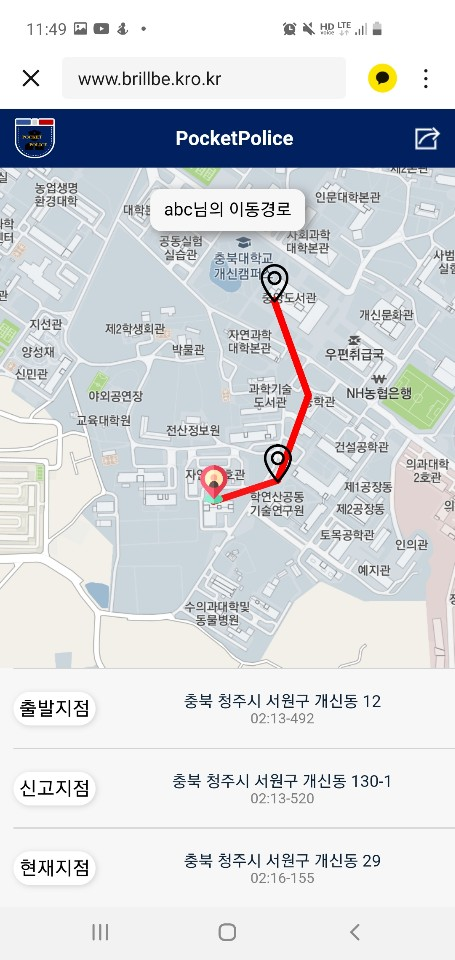 11:49
HD voice LTE
www.brillbe.kro.kr
POCKET POLICE
PocketPolice
abc님의 이동경로
농업생명
환경대학
인문대학본관
공동실험
실습관
사회과학
대학본관
충북대학교
개신캠퍼
중앙도서관
개신문화관
지선관
제2학생회관
자연과학
대학본관
우편취급국
양성재
박물관
신민관
NH농협은행
야외공연장
과학기술
도서관
공학관
교육대학원
전산정보원
건설공학관
의과대학
2호관
학연산공동
기술연구원
제1공장동
제2공장동
토목공학관
인의관
예지관
수의과대학및
동물병원
출발지점
충북 청주시 서원구 개신동 12
02:13-492
신고지점
충북 청주시 서원구 개신동 130-1
02:13-520
현재지점
충북 청주시 서원구 개신동 29
02:16-155